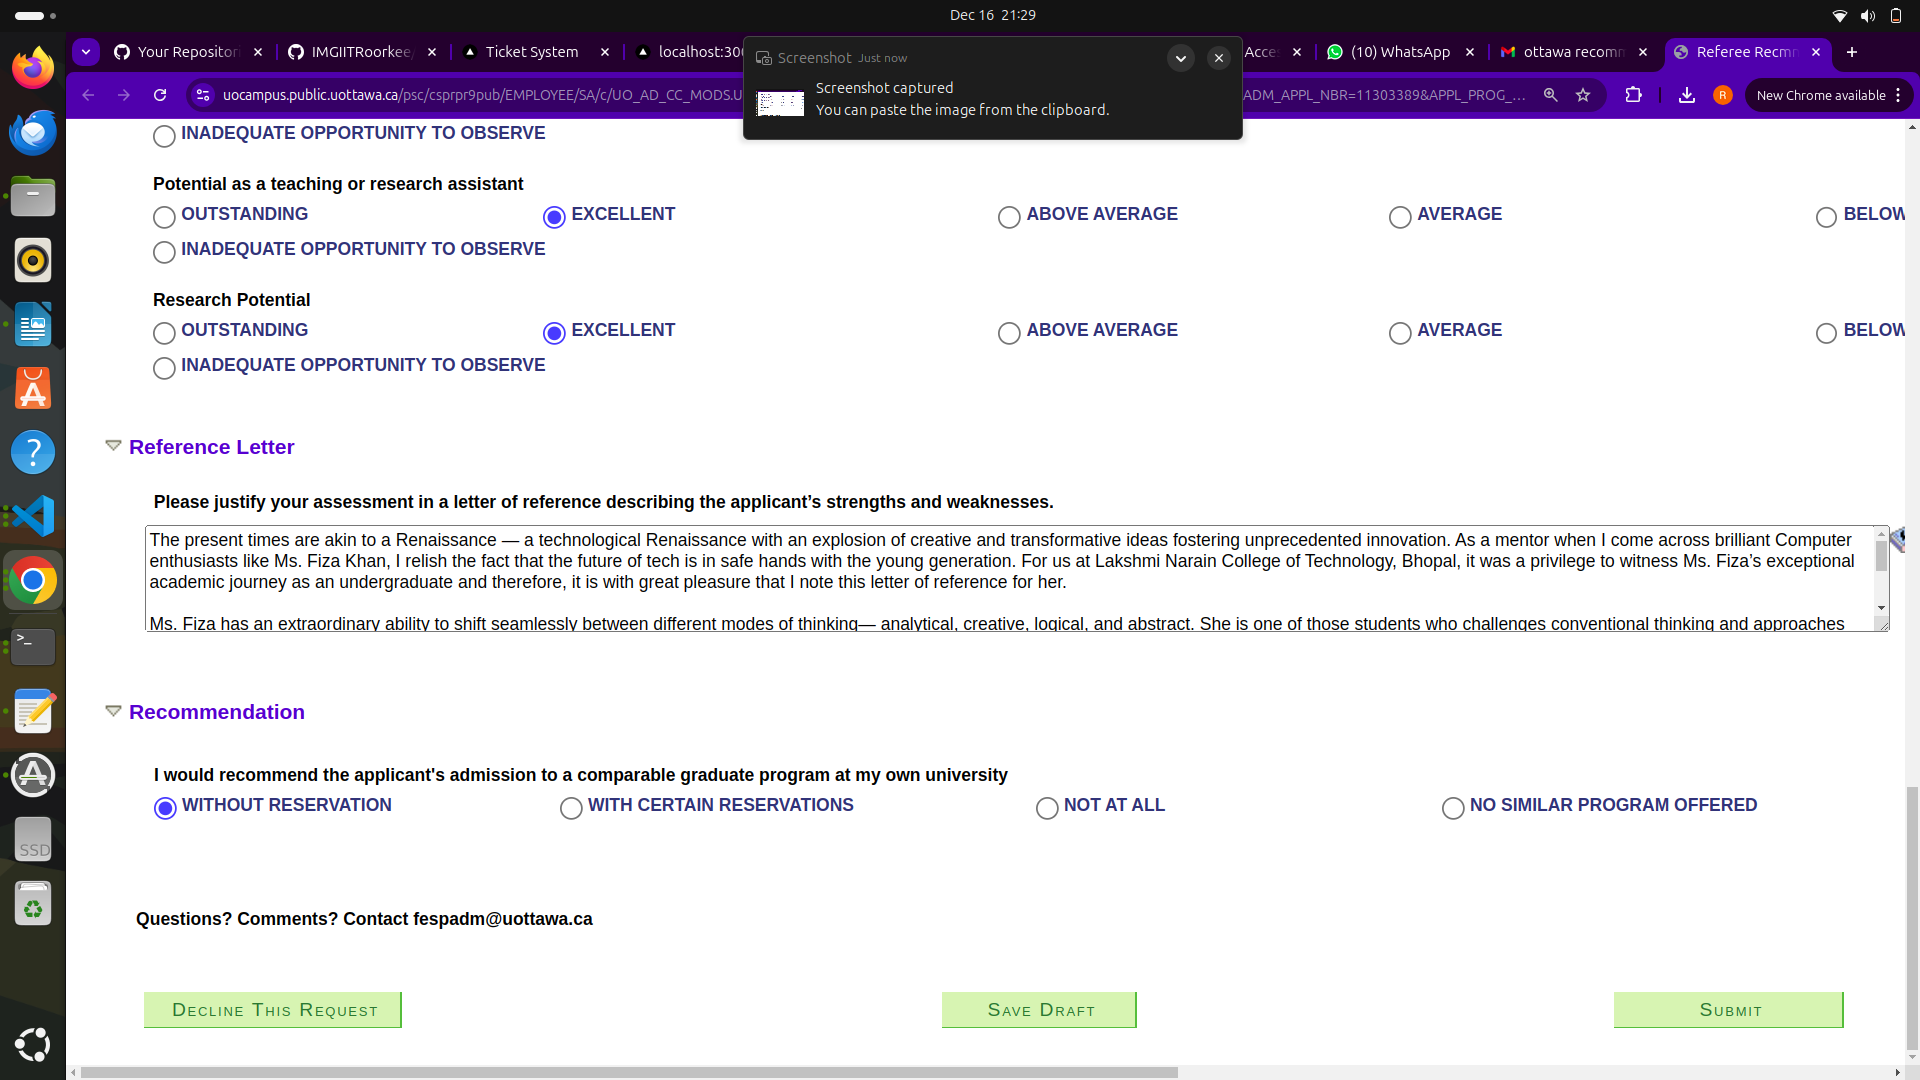 Dec 16 21:29
Your Repositori
IMGIITRoorkee/
Ticket System
localhost:300
Acces
(10) WhatsApp
ottawa recomm
Referee Recmn
Screenshot Just now
Screenshot captured
You can paste the image from the clipboard.
uocampus.public.uottawa.ca/psc/csprpr9pub/EMPLOYEE/SA/c/UO_AD_CC_MODS.U
ADM_APPL_NBR=11303389&APPL_PROG_...
R
New Chrome available
INADEQUATE OPPORTUNITY TO OBSERVE
Potential as a teaching or research assistant
OUTSTANDING EXCELLENT ABOVE AVERAGE AVERAGE BELOW
INADEQUATE OPPORTUNITY TO OBSERVE
Research Potential
OUTSTANDING EXCELLENT ABOVE AVERAGE AVERAGE BELOW
INADEQUATE OPPORTUNITY TO OBSERVE
Reference Letter
Please justify your assessment in a letter of reference describing the applicant’s strengths and weaknesses.
The present times are akin to a Renaissance — a technological Renaissance with an explosion of creative and transformative ideas fostering unprecedented innovation. As a mentor when I come across brilliant Computer
enthusiasts like Ms. Fiza Khan, I relish the fact that the future of tech is in safe hands with the young generation. For us at Lakshmi Narain College of Technology, Bhopal, it was a privilege to witness Ms. Fiza’s exceptional
academic journey as an undergraduate and therefore, it is with great pleasure that I note this letter of reference for her.
Ms. Fiza has an extraordinary ability to shift seamlessly between different modes of thinking— analytical, creative, logical, and abstract. She is one of those students who challenges conventional thinking and approaches
Recommendation
I would recommend the applicant's admission to a comparable graduate program at my own university
WITHOUT RESERVATION WITH CERTAIN RESERVATIONS NOT AT ALL NO SIMILAR PROGRAM OFFERED
SSD
Questions? Comments? Contact fespadm@uottawa.ca
Decline This Request Save Draft Submit